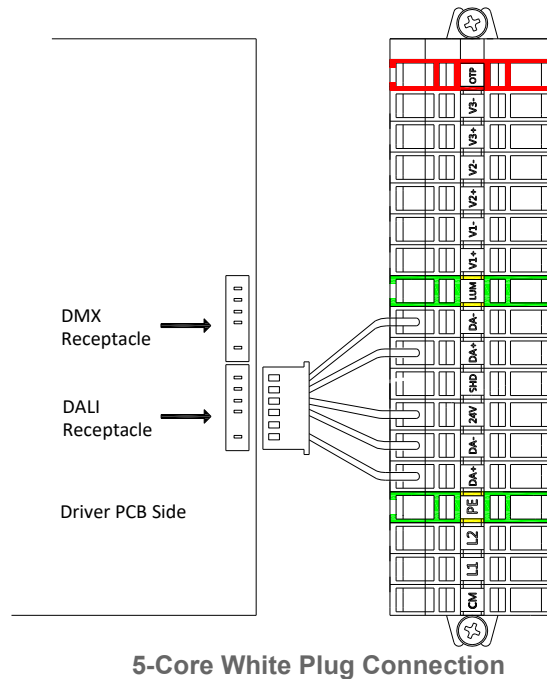 OTP
V3-
V3+
V2-
V2+
V1-
V1+
LUM
DMX
Receptacle
DA-
DA+
SHD
DALI
Receptacle
24V
DA-
DA+
Driver PCB Side
PE
L2
L1
CM
5-Core White Plug Connection